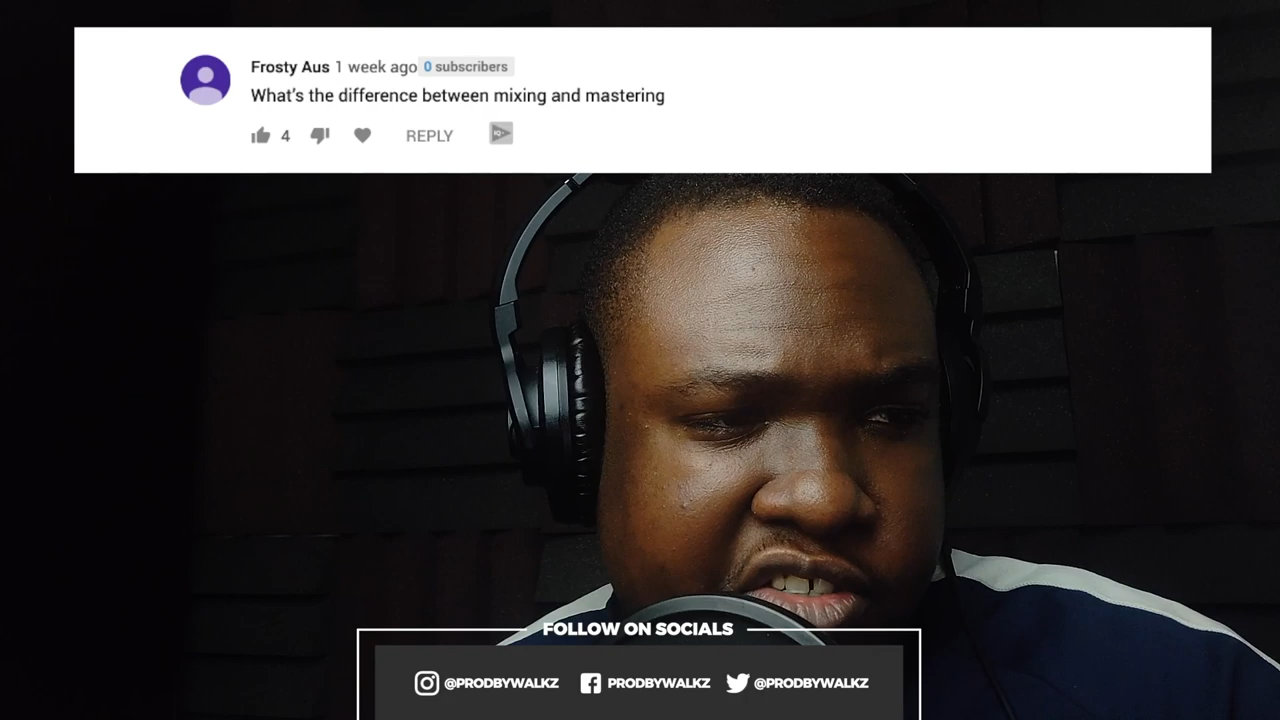 Frosty Aus 1 week ago 0 subscribers
What's the difference between mixing and mastering
4 REPLY
FOLLOW ON SOCIALS
@PRODBYWALKZ PRODBYWALKZ @PRODBYWALKZ